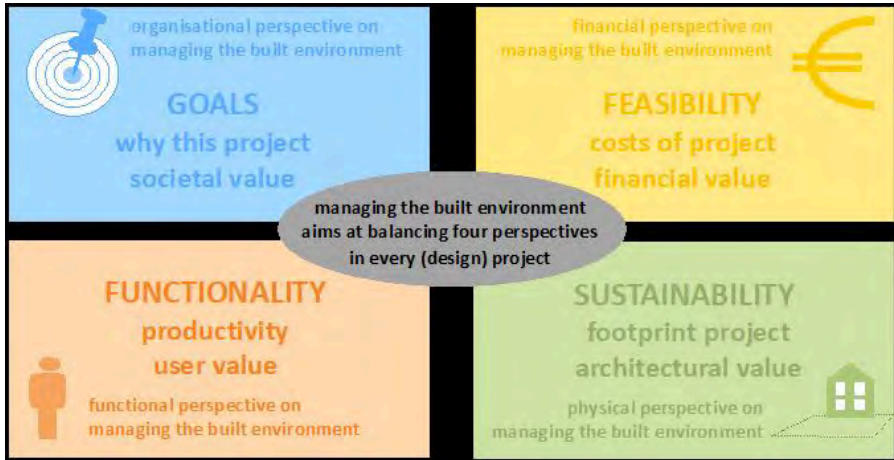 organisational perspective on
managing the built environment
GOALS
why this project
societal value
financial perspective on
managing the built environment
FEASIBILITY
costs of project
financial value
managing the built environment
aims at balancing four perspectives
in every (design) project
FUNCTIONALITY
productivity
user value
functional perspective on
managing the built environment
SUSTAINABILITY
footprint project
architectural value
physical perspective on
managing the built environment